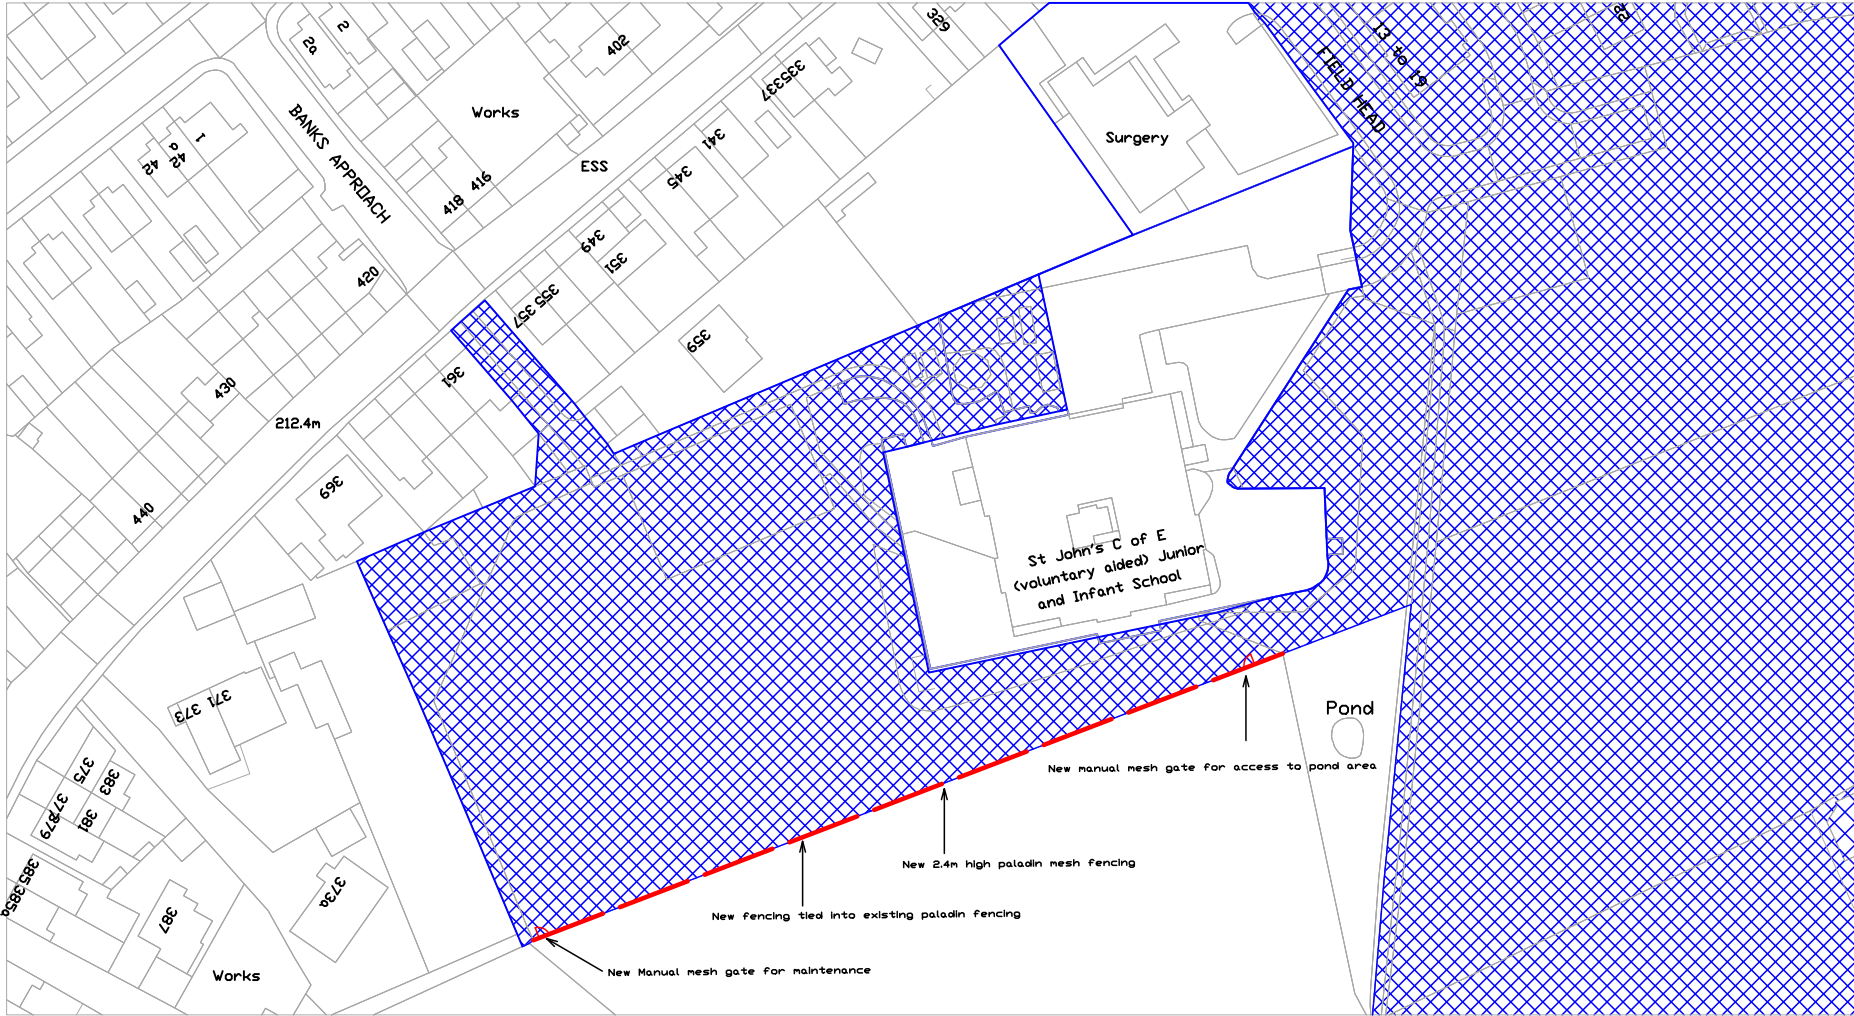 2
2a
402
329
13 to 19
FIELD HEAD
22
335337
Works
BANKS APPROACH
1
42 a
42
341
Surgery
ESS
345
416
418
349
351
420
355
357
359
361
430
212.4m
369
440
St John's C of E
(voluntary aided) Junior
and Infant School
371
373
Pond
375
383
377
379
381
New manual mesh gate for access to pond area
New 2.4m high paladin mesh fencing
385
385a
373a
387
New fencing tied into existing paladin fencing
New Manual mesh gate for maintenance
Works